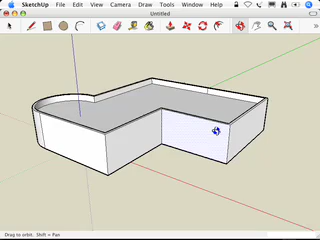 SketchUp File Edit View Camera Draw Tools Window Help
Untitled
Drag to orbit. Shift = Pan